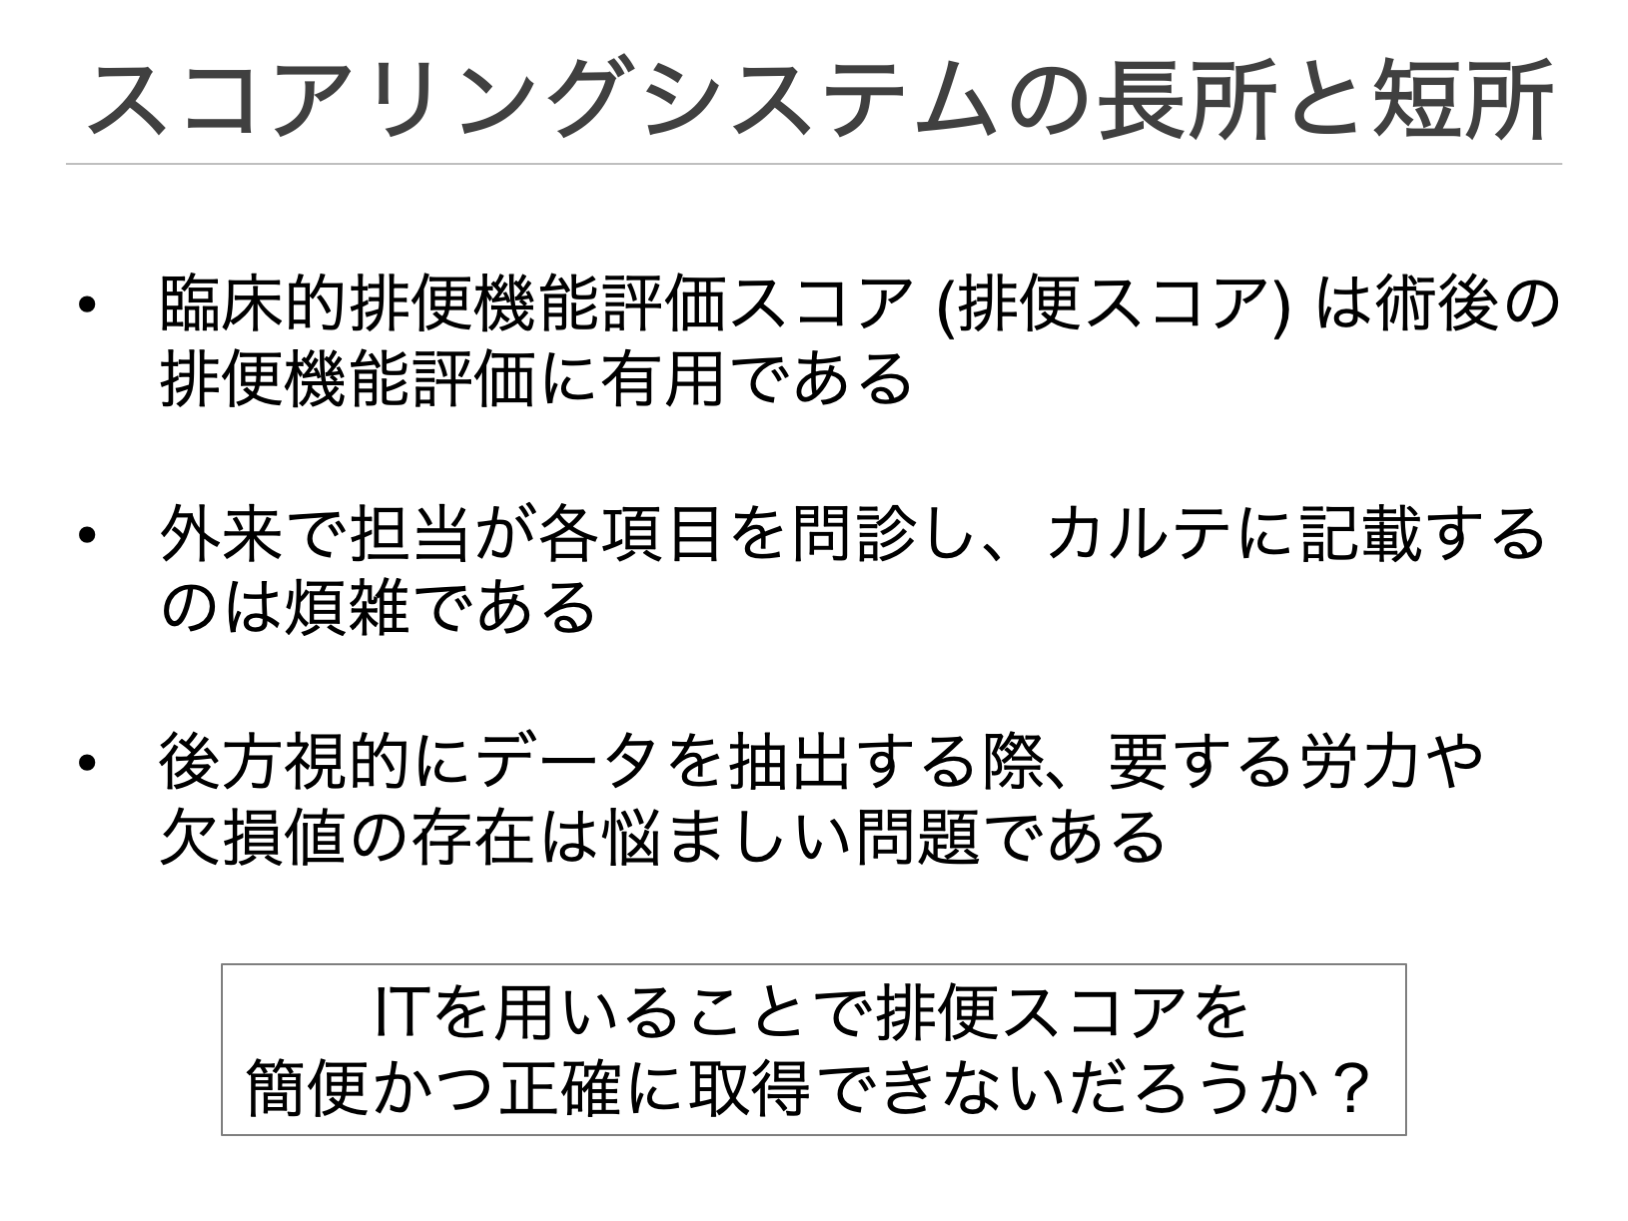 スコアリングシステムの長所と短所
• 臨床的排便機能評価スコア (排便スコア) は術後の
排便機能評価に有用である
• 外来で担当が各項目を問診し、カルテに記載する
のは煩雑である
• 後方視的にデータを抽出する際、要する労力や
欠損値の存在は悩ましい問題である
ITを用いることで排便スコアを
簡便かつ正確に取得できないだろうか？